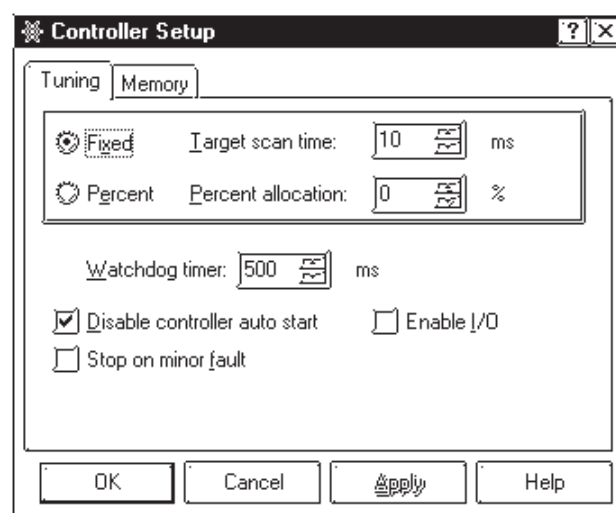 Controller Setup ? X
Tuning Memory
Fixed Target scan time: 10 ms
Percent Percent allocation: 0 %
Watchdog timer: 500 ms
Disable controller auto start Enable I/O
Stop on minor fault
OK Cancel Apply Help